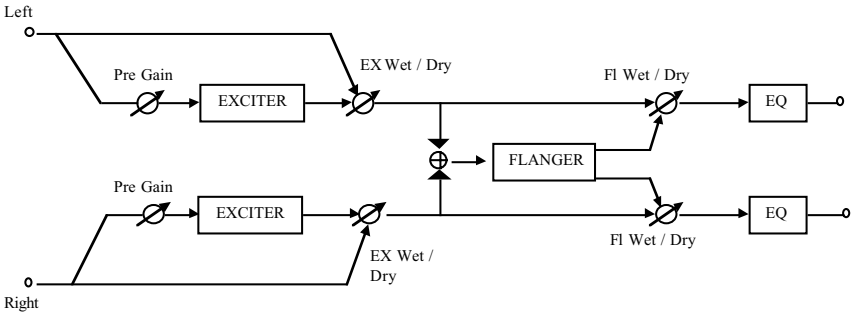 Left
Pre Gain
EXCITER
EX Wet / Dry
Fl Wet / Dry
EQ
FLANGER
Pre Gain
EXCITER
EX Wet /
Dry
Fl Wet / Dry
EQ
Right